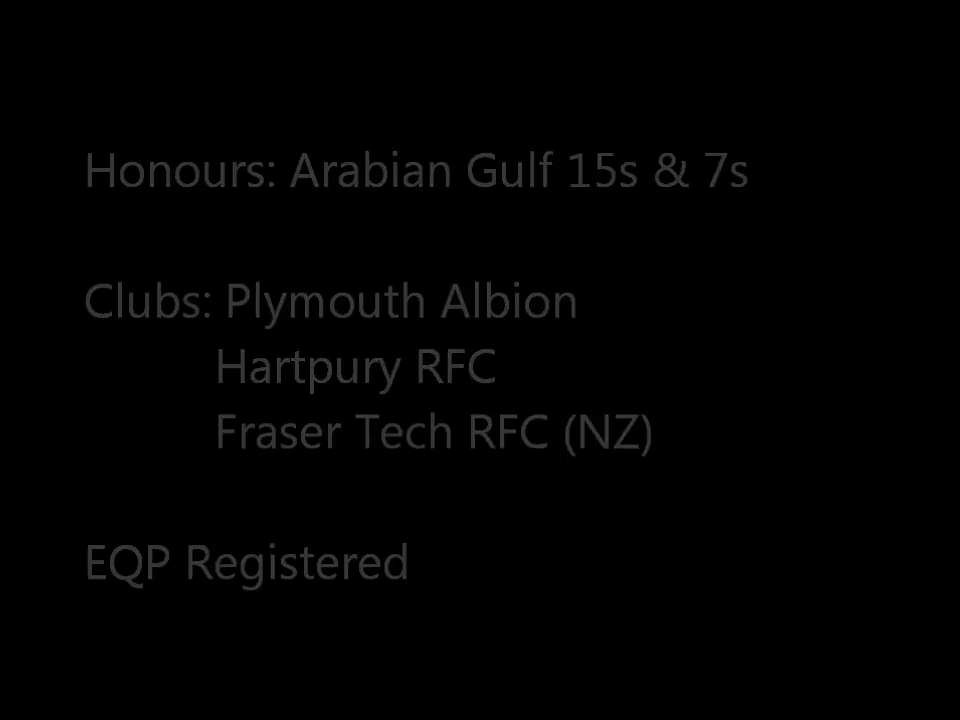 Honours: Arabian Gulf 15s & 7s
Clubs: Plymouth Albion
Hartpury RFC
Fraser Tech RFC (NZ)
EQP Registered